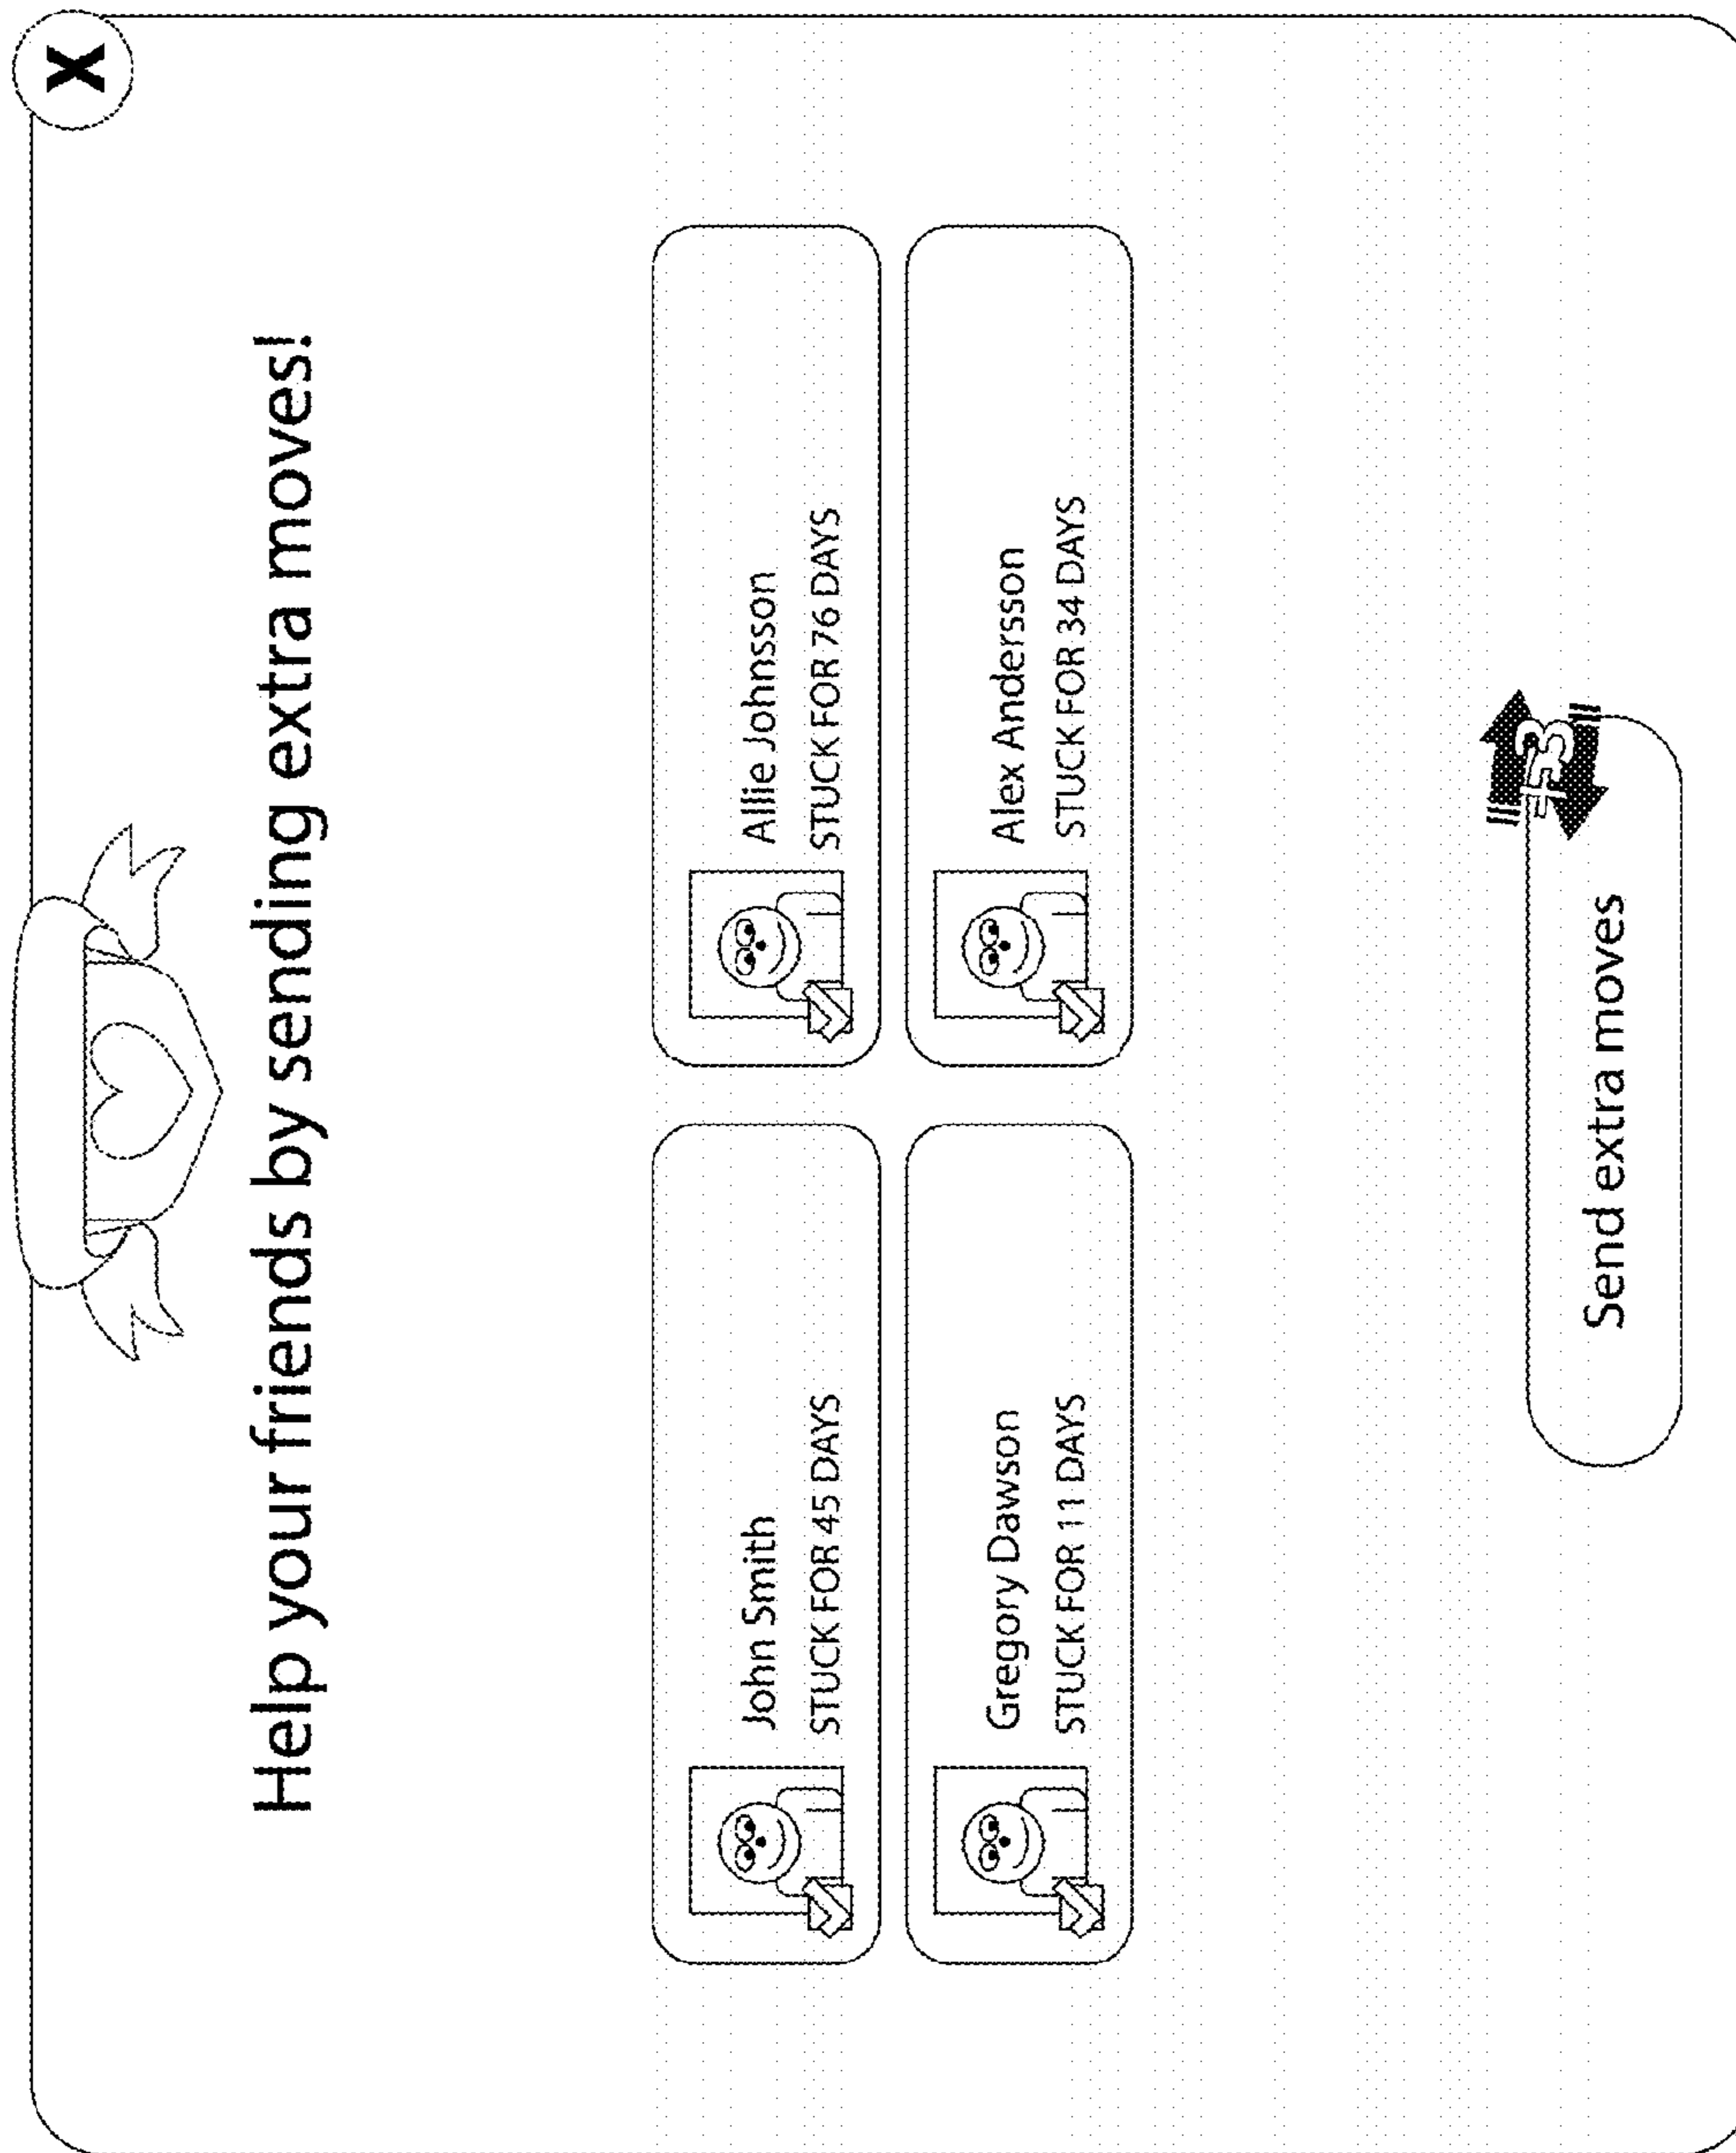 X
Help your friends by sending extra moves!
John Smith
STUCK FOR 45 DAYS
Allie Johnsson
STUCK FOR 76 DAYS
Gregory Dawson
STUCK FOR 11 DAYS
Alex Andersson
STUCK FOR 34 DAYS
Send extra moves
+3